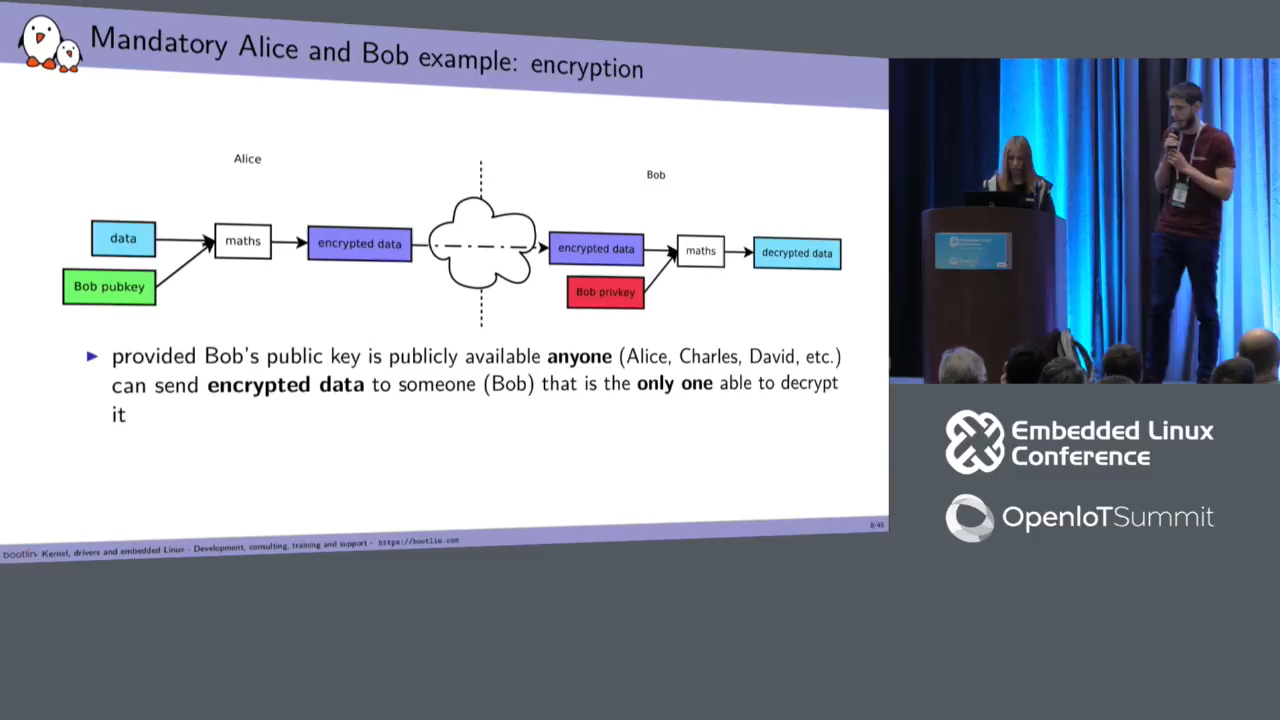 Mandatory Alice and Bob example: encryption
Alice
Bob
data
maths
encrypted data
encrypted data
maths
decrypted data
Bob pubkey
Bob privkey
provided Bob's public key is publicly available anyone (Alice, Charles, David, etc.)
can send encrypted data to someone (Bob) that is the only one able to decrypt
it
bootlin- Kernel, drivers and embedded Linux - Development, consulting, training and support - https://bootlin.com
8/45
Embedded Linux
Conference
OpenIoTSummit